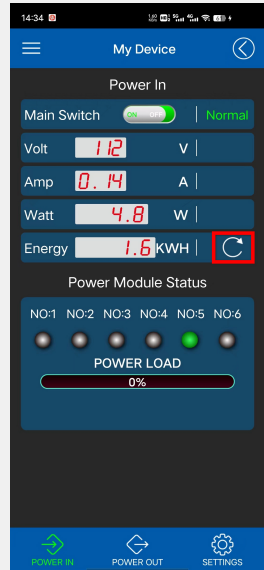 14:34
My Device
Power In
Main Switch ON OFF Normal
Volt 112 V
Amp 0.14 A
Watt 4.8 W
Energy 1.6 KWH
Power Module Status
NO:1 NO:2 NO:3 NO:4 NO:5 NO:6
POWER LOAD
0%
POWER IN POWER OUT SETTINGS